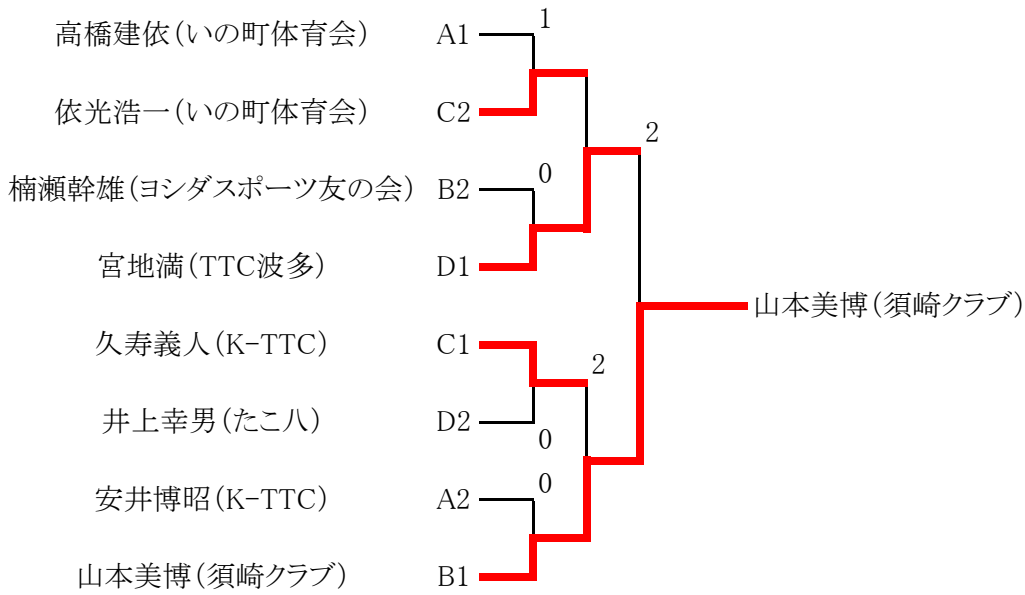 高橋建依(いの町体育会) A1 1
依光浩一(いの町体育会) C2
2
楠瀬幹雄(ヨシダスポーツ友の会) B2 0
宮地満(TTC波多) D1
山本美博(須崎クラブ)
久寿義人(K-TTC) C1
2
井上幸男(たこ八) D2 0
安井博昭(K-TTC) A2 0
山本美博(須崎クラブ) B1